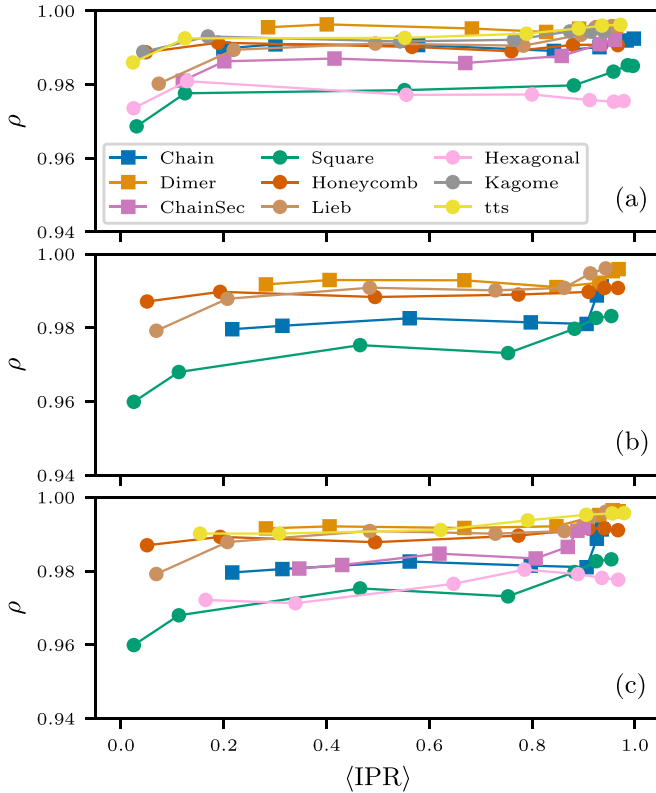 1.00
0.98
0.96
0.94
ρ
Chain
Square
Hexagonal
Dimer
Honeycomb
Kagome
ChainSec
Lieb
tts
(a)
1.00
0.98
0.96
0.94
ρ
(b)
1.00
0.98
0.96
0.94
ρ
(c)
0.0 0.2 0.4 0.6 0.8 1.0
⟨IPR⟩